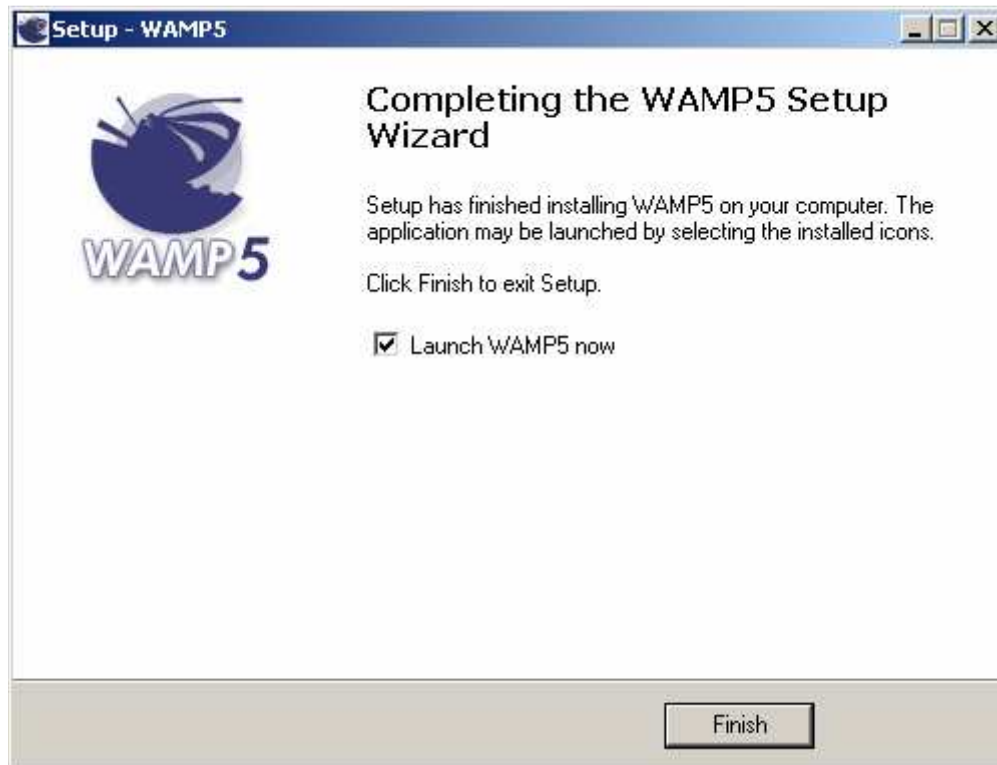 Setup - WAMP5
WAMP5
Completing the WAMP5 Setup
Wizard
Setup has finished installing WAMP5 on your computer. The
application may be launched by selecting the installed icons.
Click Finish to exit Setup.
Launch WAMP5 now
Finish